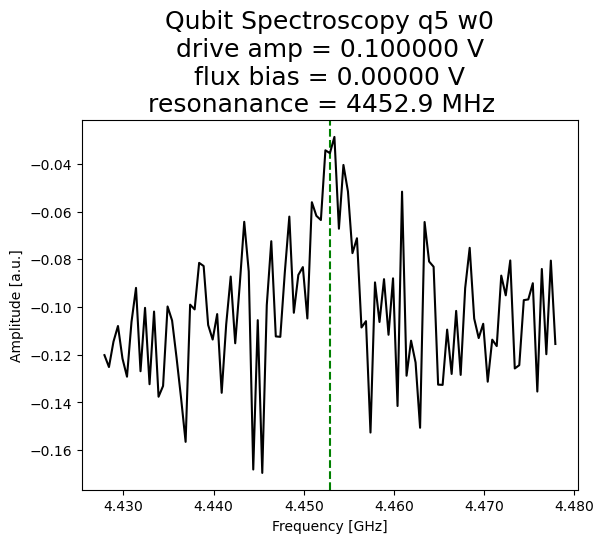 Qubit Spectroscopy q5 w0
drive amp = 0.100000 V
flux bias = 0.00000 V
resonanance = 4452.9 MHz
−0.04
−0.06
−0.08
−0.10
−0.12
−0.14
−0.16
Amplitude [a.u.]
4.430 4.440 4.450 4.460 4.470 4.480
Frequency [GHz]